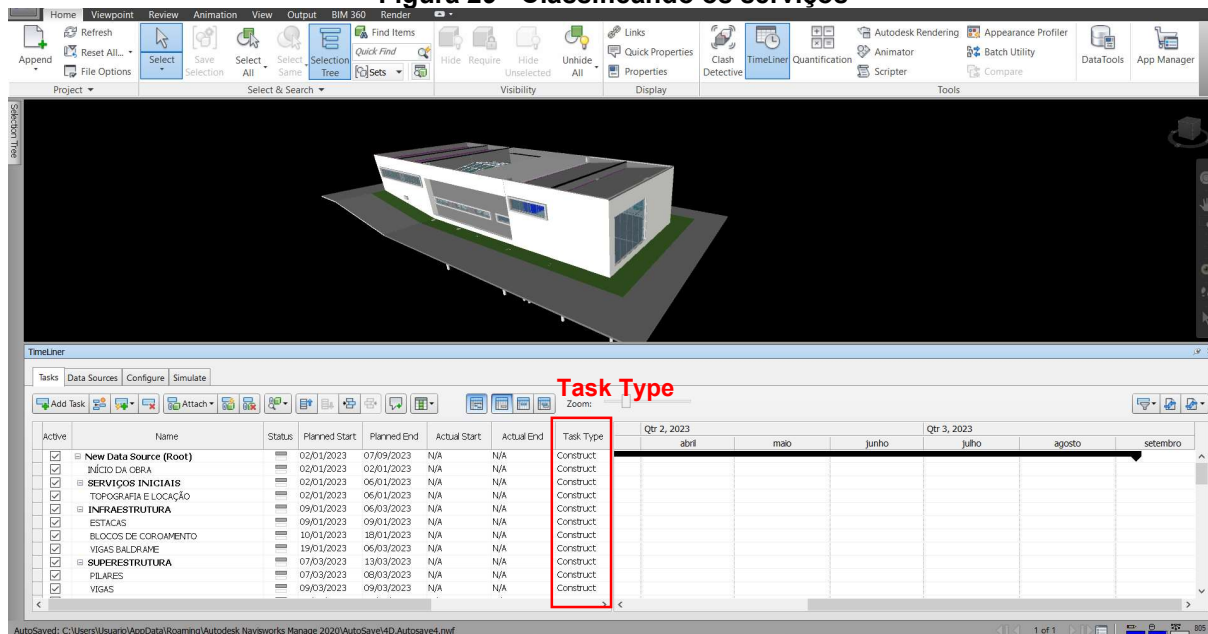 Figura 20 - Classificando os serviços
Home Viewpoint Review Animation View Output BIM 360 Render
Append
Refresh
Reset All...
File Options
Project
Select
Save Selection
Select All
Select Same
Selection Tree
Find Items
Quick Find
Sets
Select & Search
Hide
Require
Hide Unselected
Unhide All
Visibility
Links
Quick Properties
Properties
Display
Clash Detective
TimeLiner
Quantification
Autodesk Rendering
Animator
Scripter
Appearance Profiler
Batch Utility
Compare
DataTools
App Manager
Tools
Selection Tree
TimeLiner
Tasks Data Sources Configure Simulate
Task Type
Add Task Attach Zoom:
Active Name Status Planned Start Planned End Actual Start Actual End Task Type
Qtr 2, 2023 Qtr 3, 2023
abril maio junho julho agosto setembro
New Data Source (Root) 02/01/2023 07/09/2023 N/A N/A Construct
INÍCIO DA OBRA 02/01/2023 02/01/2023 N/A N/A Construct
SERVIÇOS INICIAIS 02/01/2023 06/01/2023 N/A N/A Construct
TOPOGRAFIA E LOCAÇÃO 02/01/2023 06/01/2023 N/A N/A Construct
INFRAESTRUTURA 09/01/2023 06/03/2023 N/A N/A Construct
ESTACAS 09/01/2023 09/01/2023 N/A N/A Construct
BLOCOS DE COROAMENTO 10/01/2023 18/01/2023 N/A N/A Construct
VIGAS BALDRAME 19/01/2023 06/03/2023 N/A N/A Construct
SUPERESTRUTURA 07/03/2023 13/03/2023 N/A N/A Construct
PILARES 07/03/2023 08/03/2023 N/A N/A Construct
VIGAS 09/03/2023 09/03/2023 N/A N/A Construct
AutoSaved: C:\Users\Usuario\AppData\Roaming\Autodesk Navisworks Manage 2020\AutoSave\4D.Autosave4.nwf
1 of 1
805